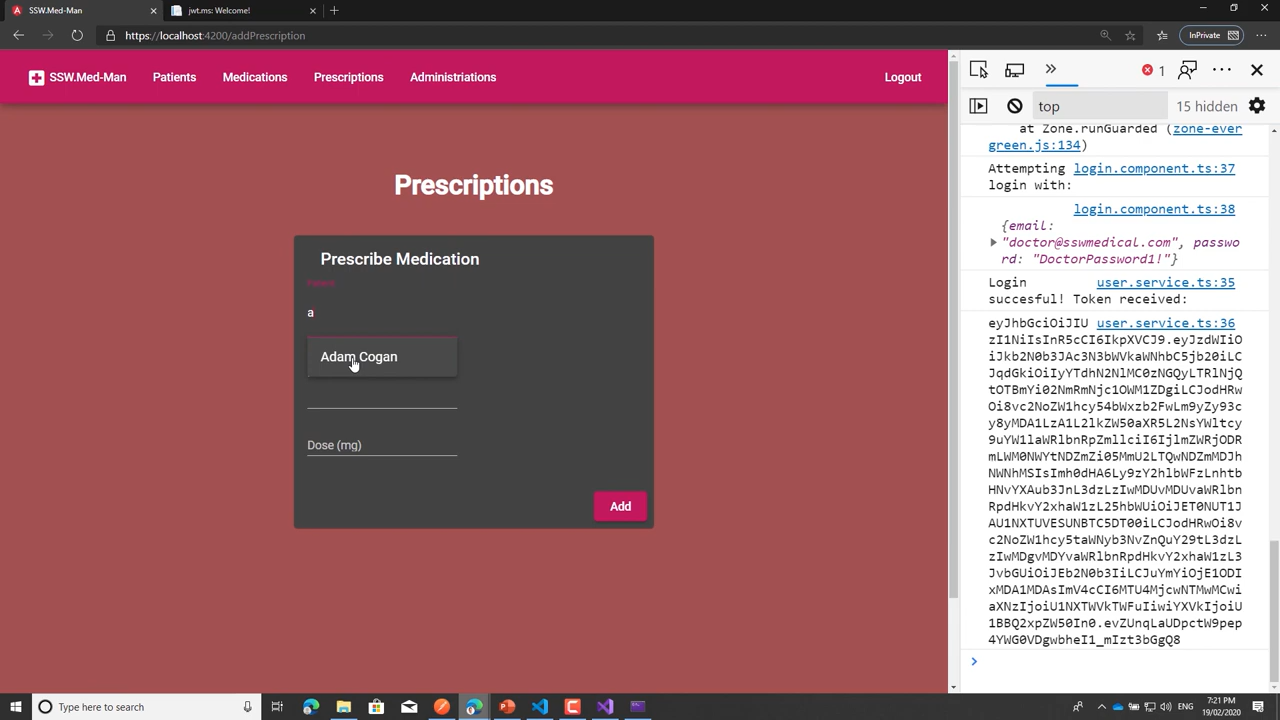 SSW.Med-Man
jwt.ms: Welcome!
https://localhost:4200/addPrescription
InPrivate
SSW.Med-Man Patients Medications Prescriptions Administrations Logout
Prescriptions
Prescribe Medication
Patient
a
Adam Cogan
Dose (mg)
Add
1
top 15 hidden
at Zone.runGuarded (zone-ever
green.js:134)
Attempting login.component.ts:37
login with:
login.component.ts:38
{email:
"doctor@sswmedical.com", passwo
rd: "DoctorPassword1!"}
Login user.service.ts:35
succesful! Token received:
eyJhbGciOiJIU user.service.ts:36
zI1NiIsInR5cCI6IkpXVCJ9.eyJzdWIiO
iJkb2N0b3JAc3N3bWVkaWNhbC5jb20iLC
JqdGkiOiIyYTdhN2NlMC0zNGQyLTRlNjQ
tOTBmYi02NmRmNjc1OWM1ZDgiLCJodHRw
Oi8vc2NoZW1hcy54bWxzb2FwLm9yZy93c
y8yMDA1LzA1L2lkZW50aXR5L2NsYWltcy
9uYW1laWRlbnRpZmllciI6IjlmZWRjODR
mLWM0NWYtNDZmZi05MmU2LTQwNDZmMDJh
NWNhMSIsImh0dHA6Ly9zY2hlbWFzLnhtb
HNvYXAub3JnL3dzLzIwMDUvMDUvaWRlbn
RpdHkvY2xhaW1zL25hbWUiOiJET0NUT1J
AU1NXTUVESUNBTC5DT00iLCJodHRwOi8v
c2NoZW1hcy5taWNyb3NvZnQuY29tL3dzL
zIwMDgvMDYvaWRlbnRpdHkvY2xhaW1zL3
JvbGUiOiJEb2N0b3IiLCJuYmYiOjE1ODI
xMDA1MDAsImV4cCI6MTU4MjcwNTMwMCwi
aXNzIjoiU1NXTWVkTWFuIiwiYXVkIjoiU
1BBQ2xpZW50In0.evZUnqLaUDpctW9pep
4YWG0VDgwbheI1_mIzt3bGgQ8
Type here to search
ENG
7:21 PM
19/02/2020